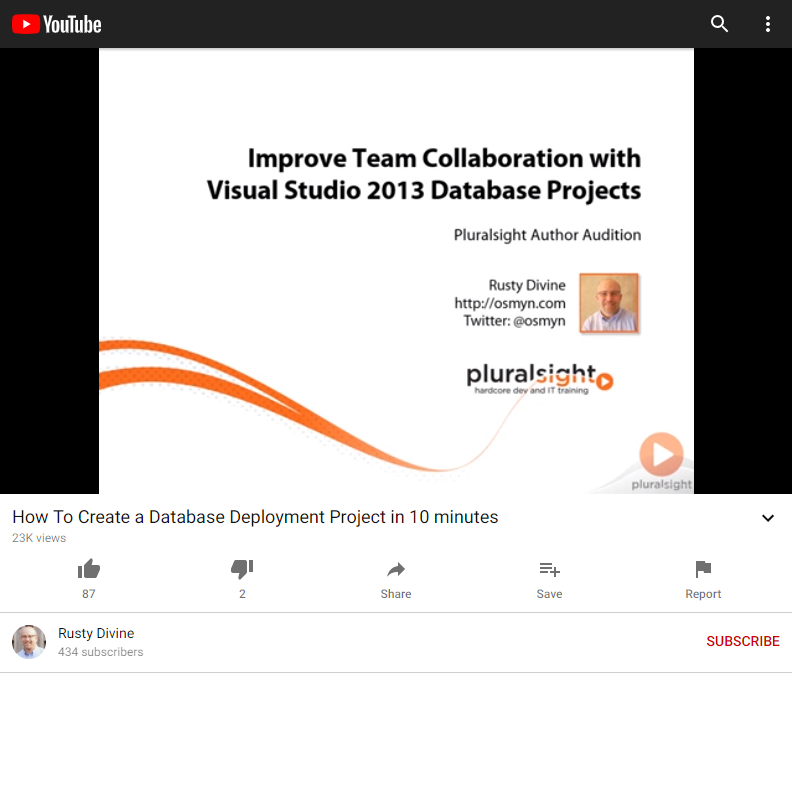 YouTube
Improve Team Collaboration with
Visual Studio 2013 Database Projects
Pluralsight Author Audition
Rusty Divine
http://osmyn.com
Twitter: @osmyn
pluralsight
hardcore dev and IT training
pluralsight
How To Create a Database Deployment Project in 10 minutes
23K views
87
2
Share
Save
Report
Rusty Divine
434 subscribers
SUBSCRIBE